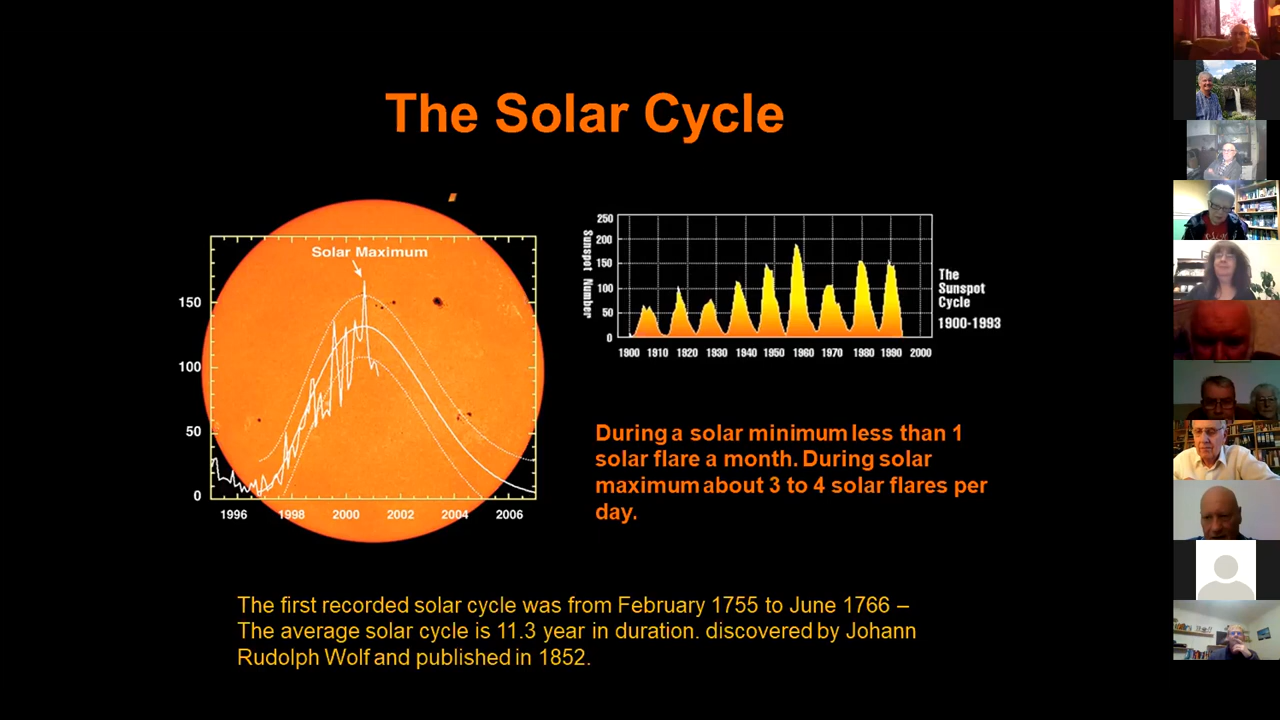 The Solar Cycle
Solar Maximum
150
100
50
0
1996 1998 2000 2002 2004 2006
250
200
150
100
50
0
Sunspot Number
1900 1910 1920 1930 1940 1950 1960 1970 1980 1990 2000
The
Sunspot
Cycle
1900-1993
During a solar minimum less than 1
solar flare a month. During solar
maximum about 3 to 4 solar flares per
day.
The first recorded solar cycle was from February 1755 to June 1766 –
The average solar cycle is 11.3 year in duration. discovered by Johann
Rudolph Wolf and published in 1852.